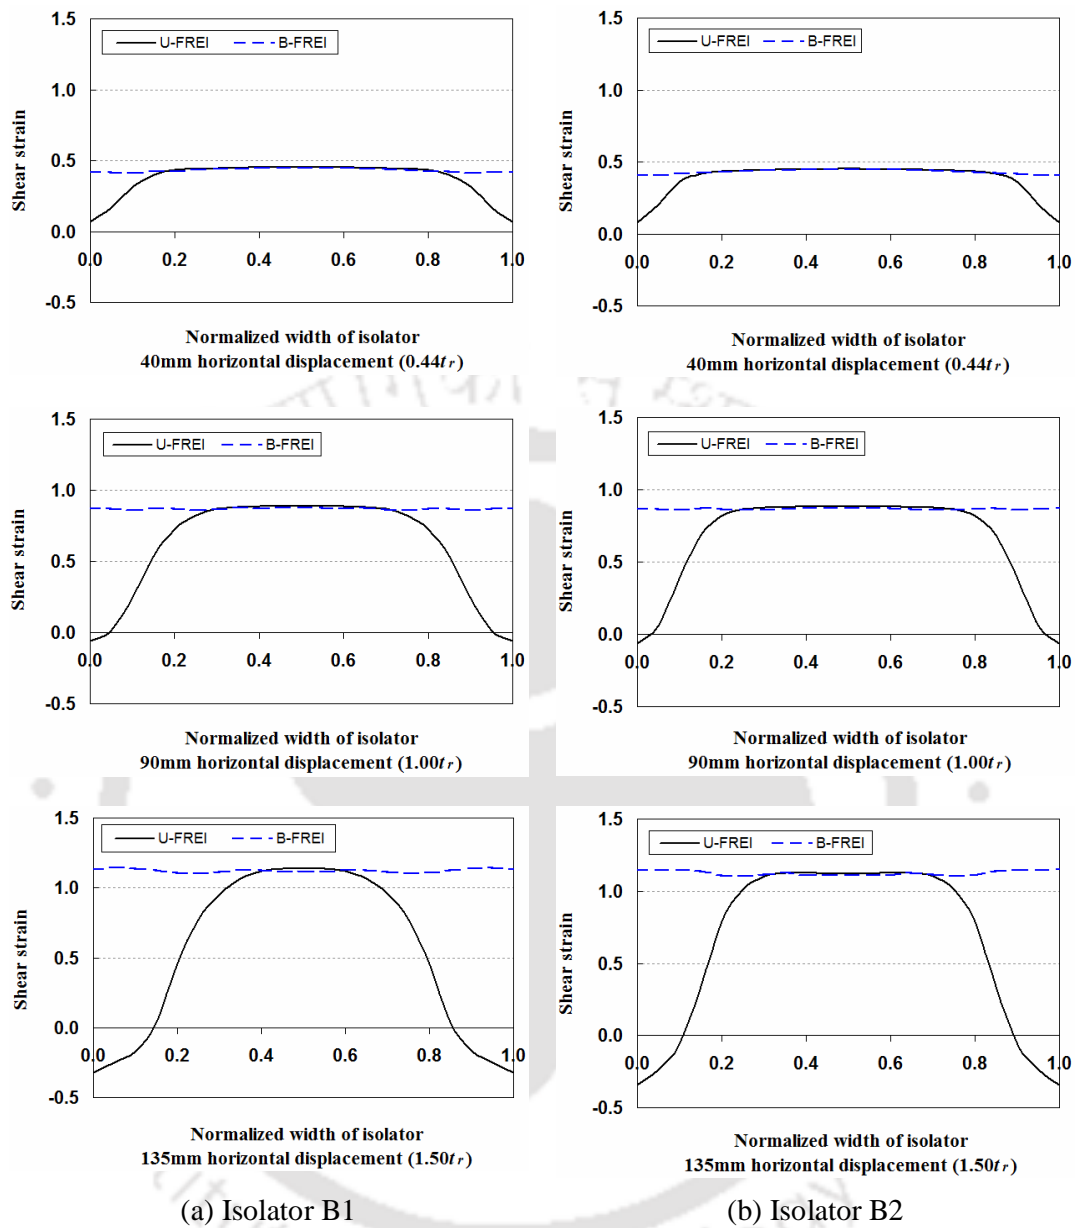 1.5
U-FREI
B-FREI
1.0
Shear strain
0.5
0.0
0.0 0.2 0.4 0.6 0.8 1.0
-0.5
Normalized width of isolator
40mm horizontal displacement (0.44tr)
1.5
U-FREI
B-FREI
1.0
Shear strain
0.5
0.0
0.0 0.2 0.4 0.6 0.8 1.0
-0.5
Normalized width of isolator
40mm horizontal displacement (0.44tr)
1.5
U-FREI
B-FREI
1.0
Shear strain
0.5
0.0
0.0 0.2 0.4 0.6 0.8 1.0
-0.5
Normalized width of isolator
90mm horizontal displacement (1.00tr)
1.5
U-FREI
B-FREI
1.0
Shear strain
0.5
0.0
0.0 0.2 0.4 0.6 0.8 1.0
-0.5
Normalized width of isolator
90mm horizontal displacement (1.00tr)
1.5
U-FREI
B-FREI
1.0
Shear strain
0.5
0.0
0.0 0.2 0.4 0.6 0.8 1.0
-0.5
Normalized width of isolator
135mm horizontal displacement (1.50tr)
1.5
U-FREI
B-FREI
1.0
Shear strain
0.5
0.0
0.0 0.2 0.4 0.6 0.8 1.0
-0.5
Normalized width of isolator
135mm horizontal displacement (1.50tr)
(a) Isolator B1
(b) Isolator B2